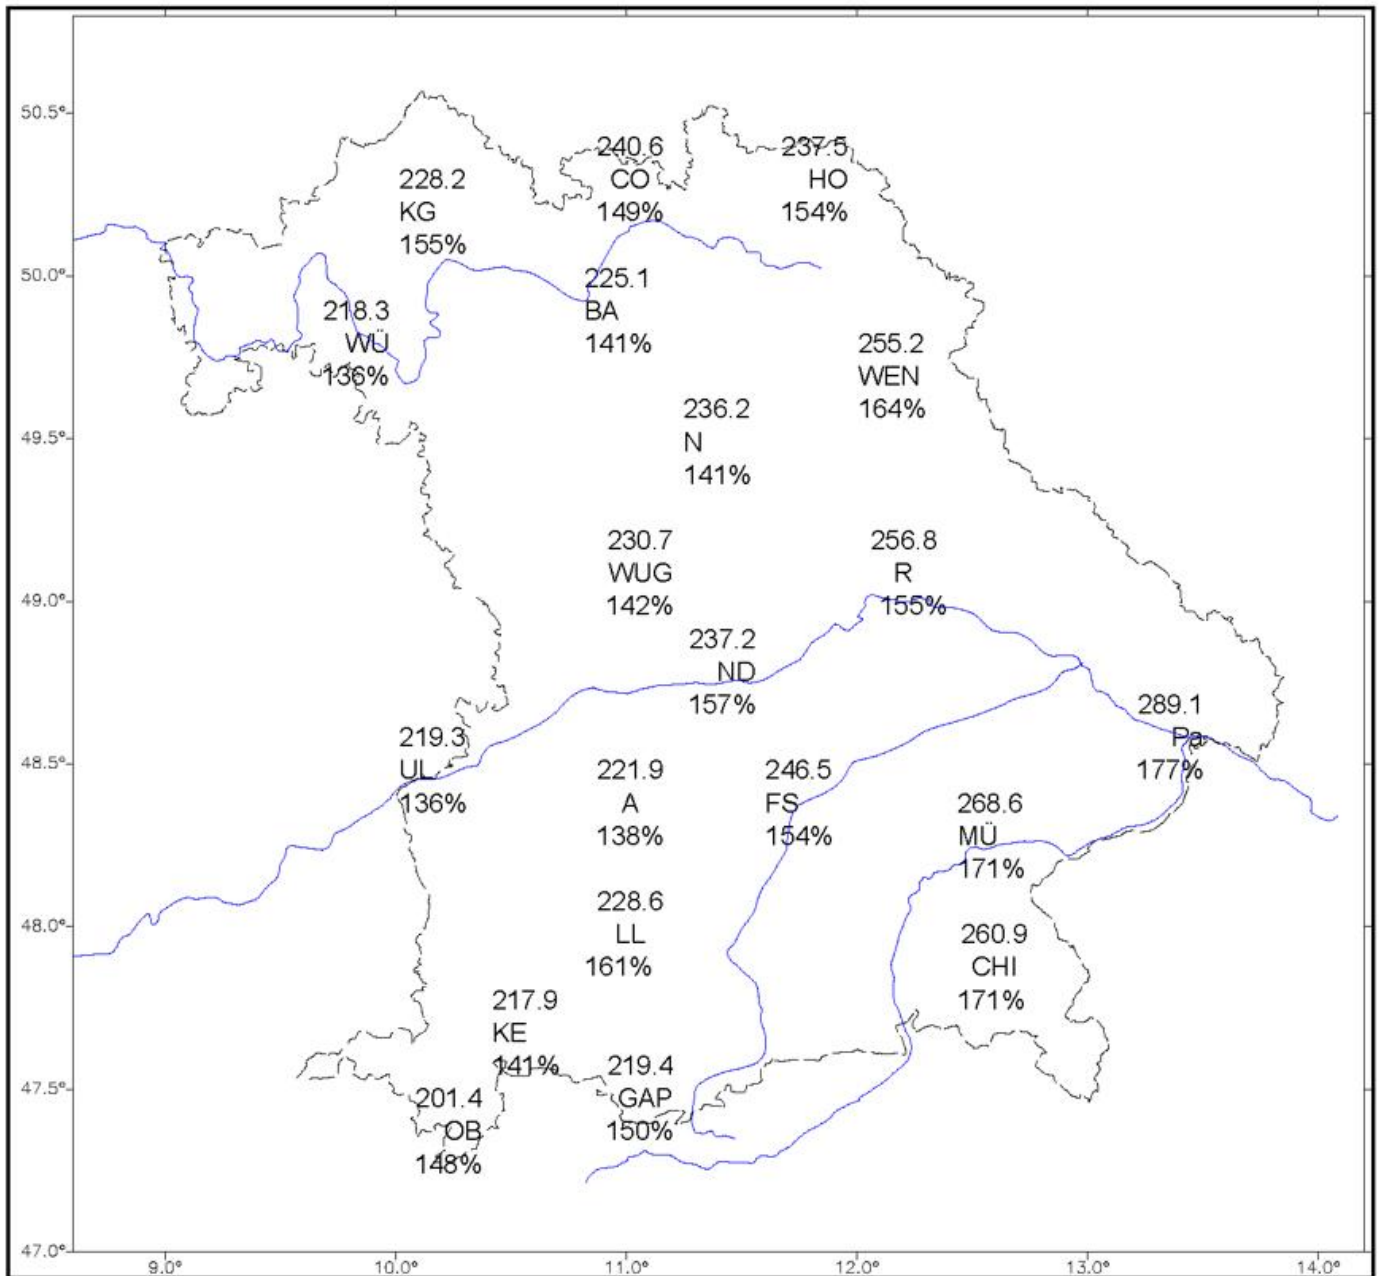 50.5°
240.6
CO
149%
237.5
HO
154%
228.2
KG
155%
50.0°
225.1
BA
141%
218.3
WÜ
136%
255.2
WEN
164%
49.5°
236.2
N
141%
230.7
WUG
142%
256.8
R
155%
49.0°
237.2
ND
157%
289.1
Pa
177%
219.3
UL
136%
48.5°
221.9
A
138%
246.5
FS
154%
268.6
MÜ
171%
228.6
LL
161%
48.0°
260.9
CHI
171%
217.9
KE
141%
219.4
GAP
150%
47.5°
201.4
OB
148%
47.0°
9.0° 10.0° 11.0° 12.0° 13.0° 14.0°